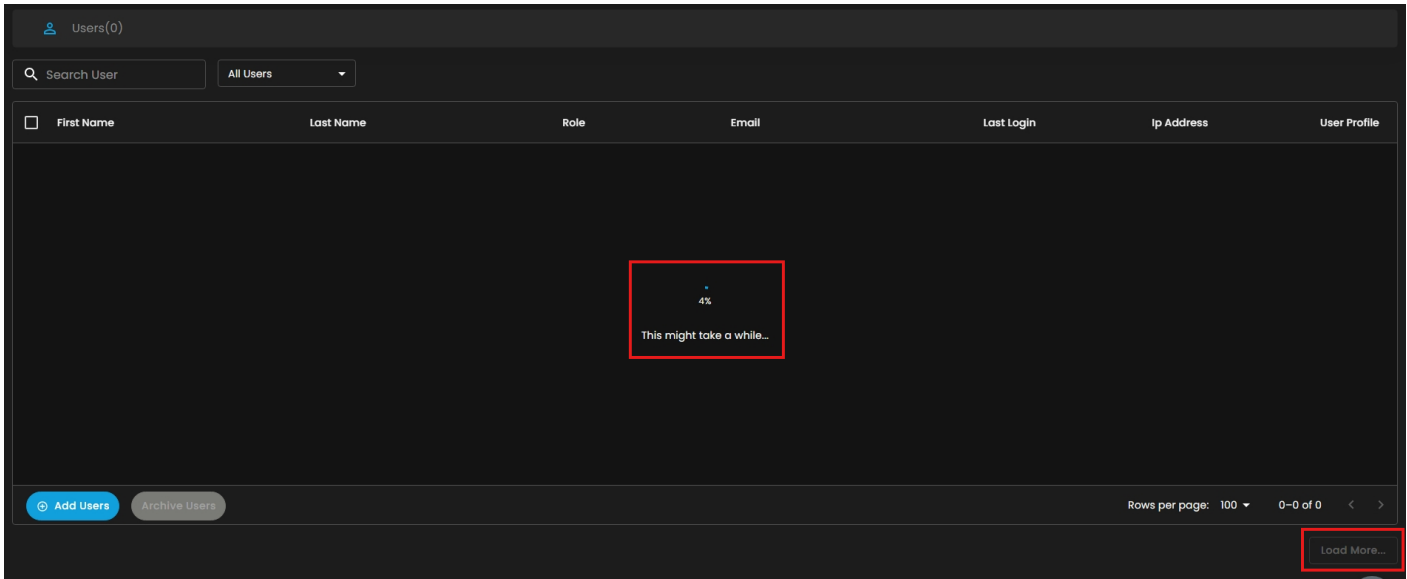 Users(0)
Search User
All Users
First Name Last Name Role Email Last Login Ip Address User Profile
4%
This might take a while...
Add Users Archive Users Rows per page: 100 0–0 of 0
Load More...